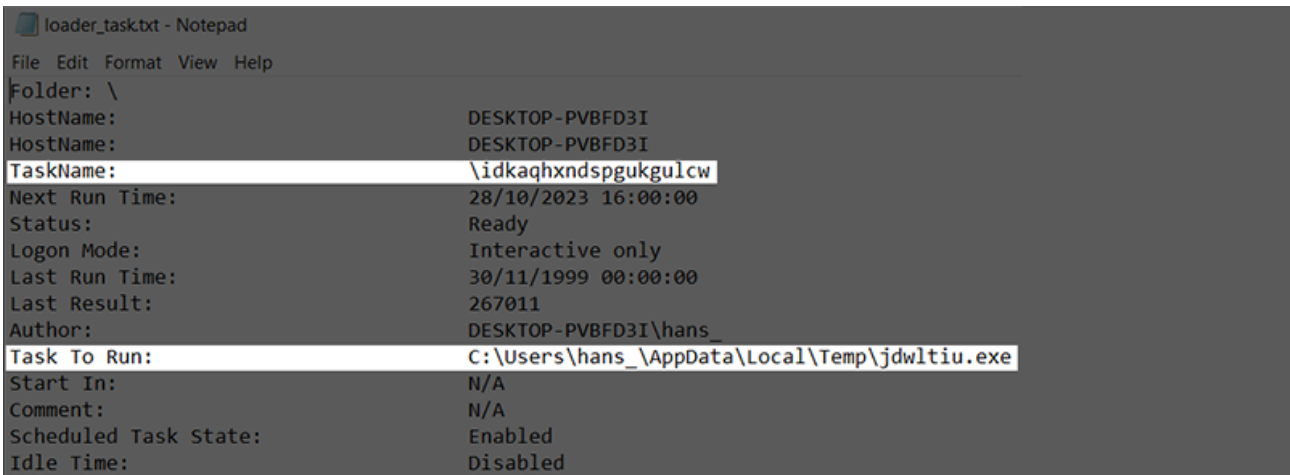 loader_task.txt - Notepad
File Edit Format View Help
Folder: \
HostName: DESKTOP-PVBFD3I
HostName: DESKTOP-PVBFD3I
TaskName: \idkaqhxndspgukgulcw
Next Run Time: 28/10/2023 16:00:00
Status: Ready
Logon Mode: Interactive only
Last Run Time: 30/11/1999 00:00:00
Last Result: 267011
Author: DESKTOP-PVBFD3I\hans_
Task To Run: C:\Users\hans_\AppData\Local\Temp\jdwltiu.exe
Start In: N/A
Comment: N/A
Scheduled Task State: Enabled
Idle Time: Disabled